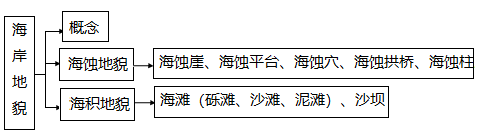 海岸地貌
概念
海蚀地貌
海蚀崖、海蚀平台、海蚀穴、海蚀拱桥、海蚀柱
海积地貌
海滩（砾滩、沙滩、泥滩）、沙坝